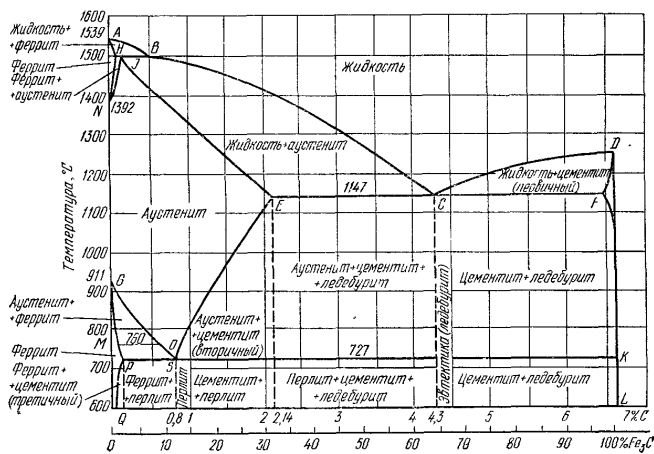 1600
1539
Жидкость+
+феррит
1500
Феррит
Феррит+
+аустенит
1400
N
1392
1300
1200
1100
1000
911
900
800
700
600
Температура, °С
A
H
J
B
Жидкость
Жидкость+аустенит
D
Жидкость+цементит
(первичный)
1147
E
C
F
Аустенит
G
Аустенит+
+феррит
M
760
Аустенит+
+цементит
(вторичный)
Аустенит+цементит+
+ледебурит
Эвтектика (ледебурит)
Цементит+ледебурит
O
727
K
Феррит
Феррит+
+цементит
(третичный)
P
S
Феррит+
+перлит
Перлит
Цементит+
+перлит
Перлит+цементит+
+ледебурит
Цементит+ледебурит
L
Q 0,8 1 2 2,14 3 4 4,3 5 6 7%C
0 10 20 30 40 50 60 70 80 90 100%Fe3C